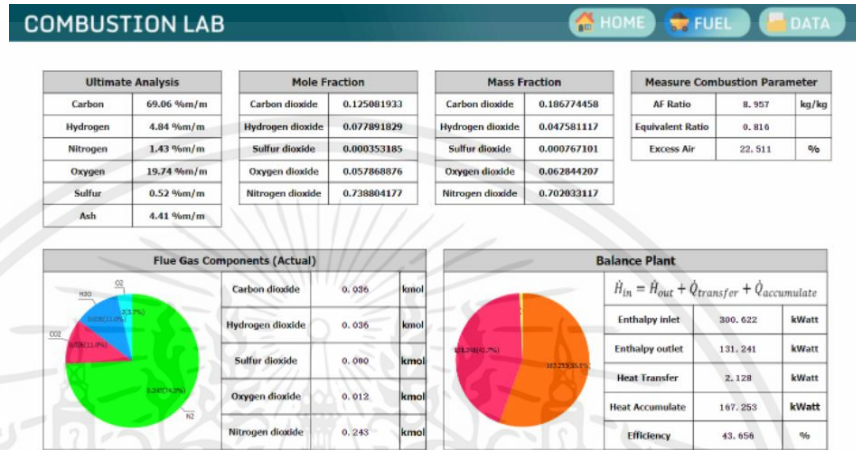 COMBUSTION LAB
HOME
FUEL
DATA
Ultimate Analysis
Carbon 69.06 %m/m
Hydrogen 4.84 %m/m
Nitrogen 1.43 %m/m
Oxygen 19.74 %m/m
Sulfur 0.52 %m/m
Ash 4.41 %m/m
Mole Fraction
Carbon dioxide 0.125081933
Hydrogen dioxide 0.077891829
Sulfur dioxide 0.000353185
Oxygen dioxide 0.057868876
Nitrogen dioxide 0.738804177
Mass Fraction
Carbon dioxide 0.186774458
Hydrogen dioxide 0.047581117
Sulfur dioxide 0.000767101
Oxygen dioxide 0.062844207
Nitrogen dioxide 0.702033117
Measure Combustion Parameter
AF Ratio 8.957 kg/kg
Equivalent Ratio 0.816
Excess Air 22.511 %
Flue Gas Components (Actual)
O2
H2O
CO2
N2
Carbon dioxide 0.036 kmol
Hydrogen dioxide 0.036 kmol
Sulfur dioxide 0.000 kmol
Oxygen dioxide 0.012 kmol
Nitrogen dioxide 0.243 kmol
Balance Plant
Ḣin = Ḣout + Q̇transfer + Q̇accumulate
Enthalpy inlet 300.622 kWatt
Enthalpy outlet 131.241 kWatt
Heat Transfer 2.128 kWatt
Heat Accumulate 167.253 kWatt
Efficiency 43.656 %